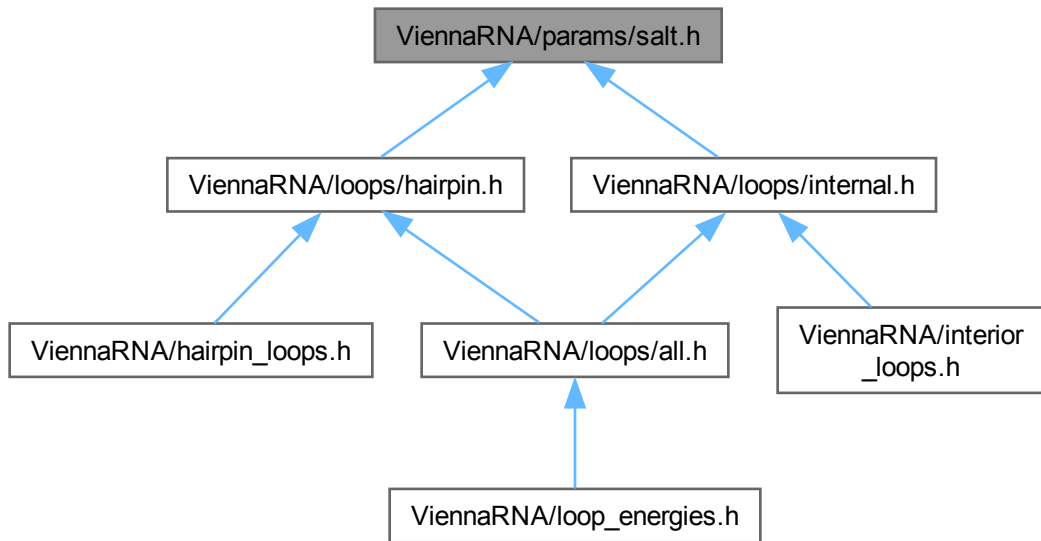 ViennaRNA/params/salt.h
ViennaRNA/loops/hairpin.h
ViennaRNA/loops/internal.h
ViennaRNA/hairpin_loops.h
ViennaRNA/loops/all.h
ViennaRNA/interior
_loops.h
ViennaRNA/loop_energies.h